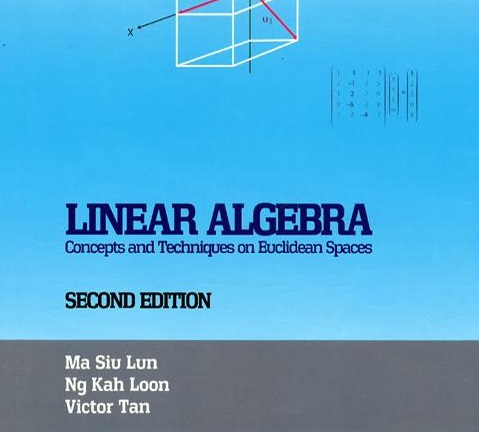 x
u₃
LINEAR ALGEBRA
Concepts and Techniques on Euclidean Spaces
SECOND EDITION
Ma Siu Lun
Ng Kah Loon
Victor Tan